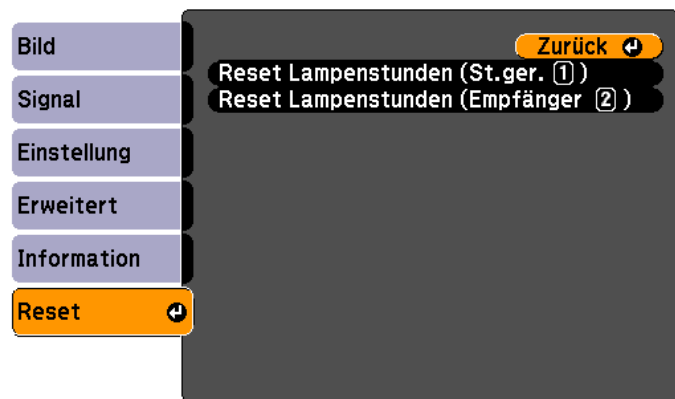 Bild
Signal
Einstellung
Erweitert
Information
Reset
Zurück
Reset Lampenstunden (St.ger. 1)
Reset Lampenstunden (Empfänger 2)